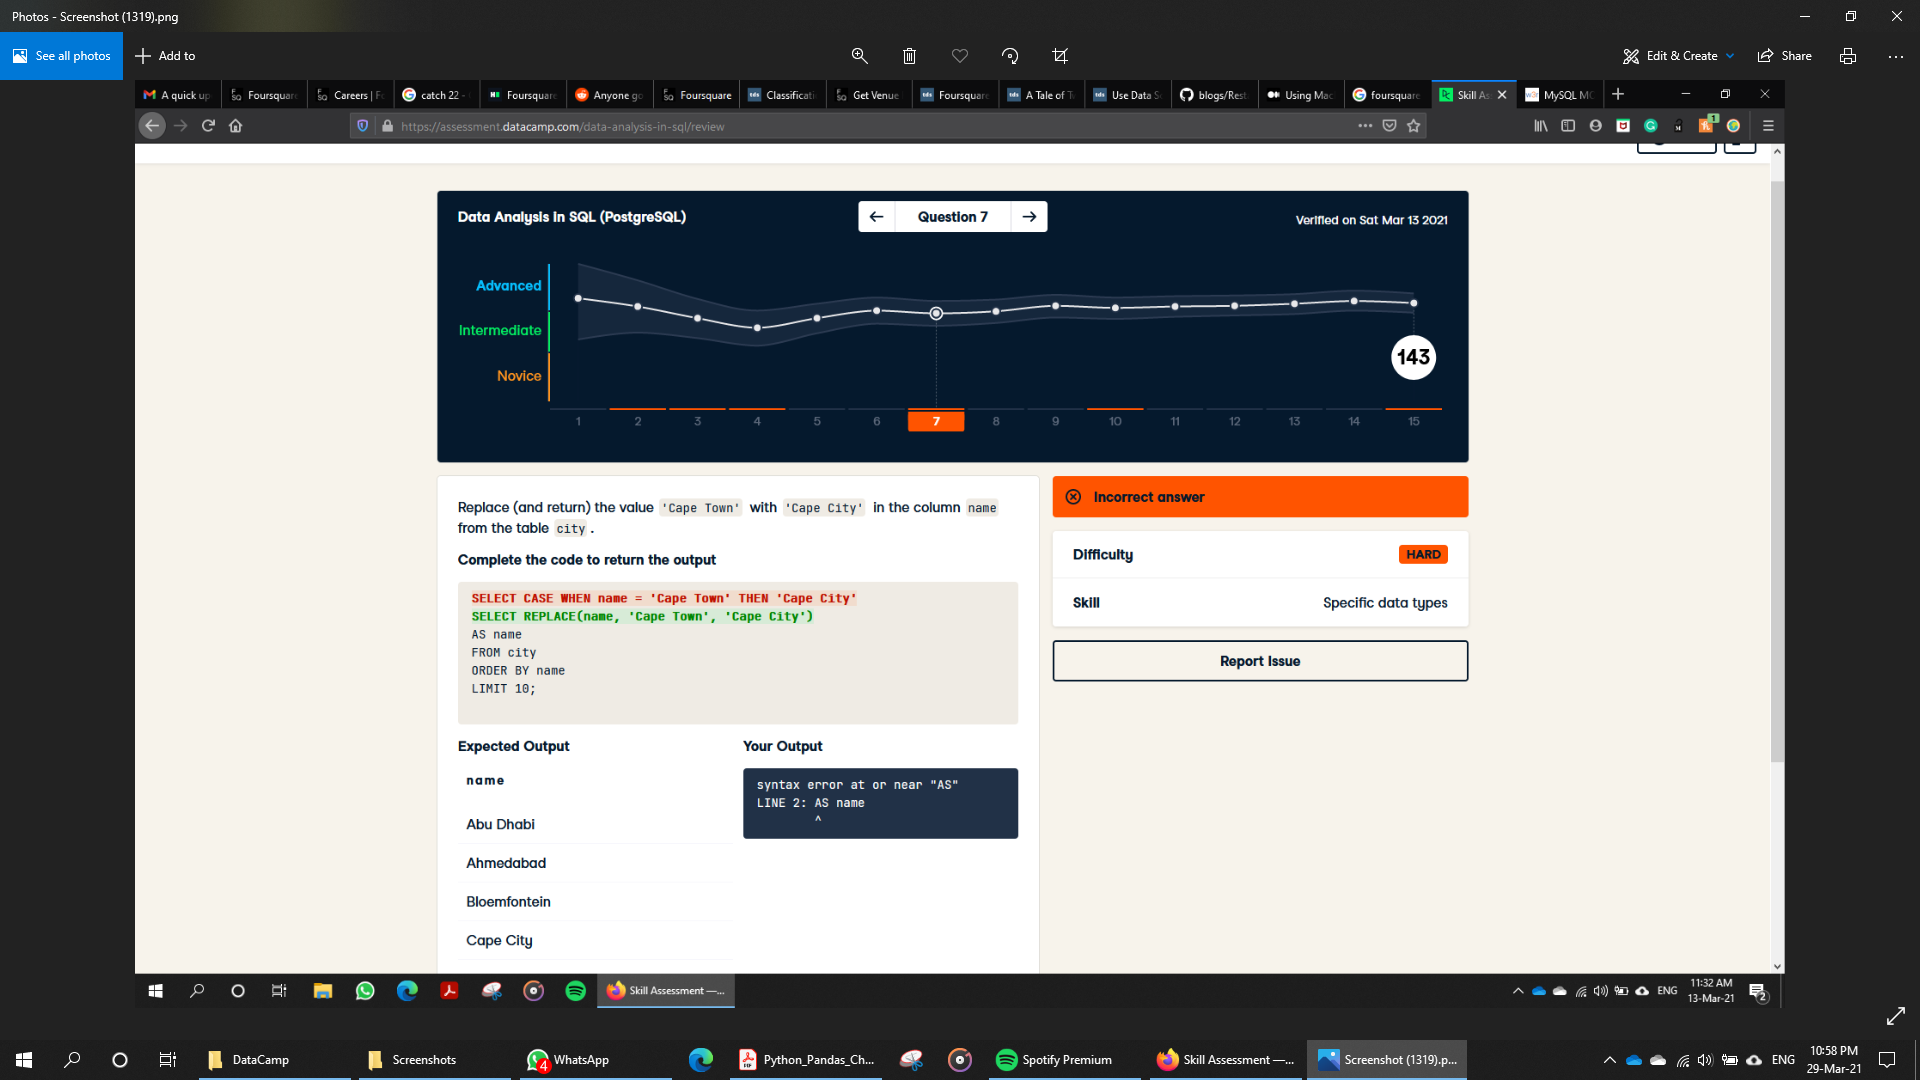 Photos - Screenshot (1319).png
See all photos
Add to
Edit & Create
Share
A quick up
Foursquare
Careers | F
catch 22 -
Foursquare
Anyone go
Foursquare
Classificati
Get Venue
Foursquare
A Tale of T
Use Data S
blogs/Rest
Using Mac
foursquare
Skill As
MySQL MC
https://assessment.datacamp.com/data-analysis-in-sql/review
1
Data Analysis in SQL (PostgreSQL)
Question 7
Verified on Sat Mar 13 2021
Advanced
Intermediate
Novice
143
1 2 3 4 5 6 7 8 9 10 11 12 13 14 15
Replace (and return) the value 'Cape Town' with 'Cape City' in the column name
from the table city .
Complete the code to return the output
SELECT CASE WHEN name = 'Cape Town' THEN 'Cape City'
SELECT REPLACE(name, 'Cape Town', 'Cape City')
AS name
FROM city
ORDER BY name
LIMIT 10;
Incorrect answer
Difficulty
HARD
Skill
Specific data types
Report Issue
Expected Output
name
Abu Dhabi
Ahmedabad
Bloemfontein
Cape City
Your Output
syntax error at or near "AS"
LINE 2: AS name
^
Skill Assessment —...
ENG
11:32 AM
13-Mar-21
2
DataCamp
Screenshots
4
WhatsApp
Python_Pandas_Ch...
Spotify Premium
Skill Assessment —...
Screenshot (1319).p...
ENG
10:58 PM
29-Mar-21